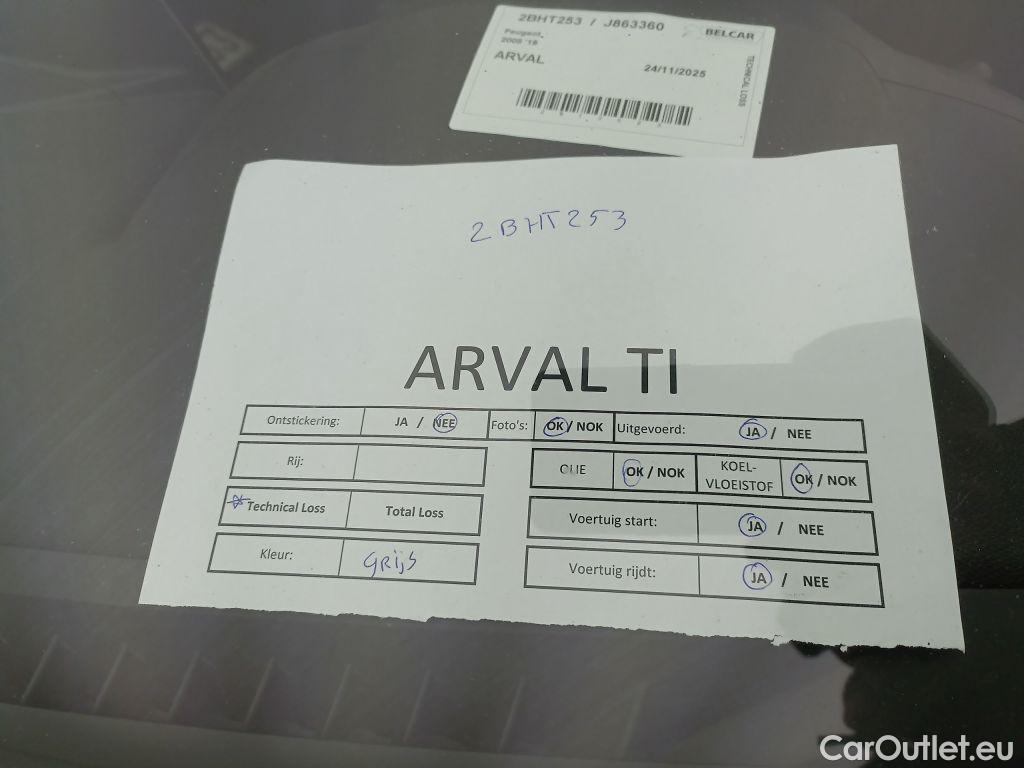 2BHT253 / J863360
BELCAR
Peugeot
2008 '19
ARVAL
24/11/2025
TECHNICAL LOSS
2BHT253
ARVAL TI
Ontstickering: JA / NEE Foto's: OK / NOK Uitgevoerd: JA / NEE
Rij: OLIE OK / NOK KOEL-
VLOEISTOF OK / NOK
Technical Loss Total Loss Voertuig start: JA / NEE
Kleur: GRIJS Voertuig rijdt: JA / NEE
CarOutlet.eu